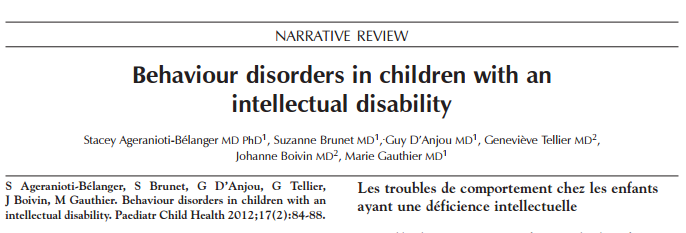 NARRATIVE REVIEW
Behaviour disorders in children with an
intellectual disability
Stacey Ageranioti-Bélanger MD PhD1, Suzanne Brunet MD1, Guy D'Anjou MD1, Geneviève Tellier MD2,
Johanne Boivin MD2, Marie Gauthier MD1
S Ageranioti-Bélanger, S Brunet, G D'Anjou, G Tellier,
J Boivin, M Gauthier. Behaviour disorders in children with an
intellectual disability. Paediatr Child Health 2012;17(2):84-88.
Les troubles de comportement chez les enfants
ayant une déficience intellectuelle